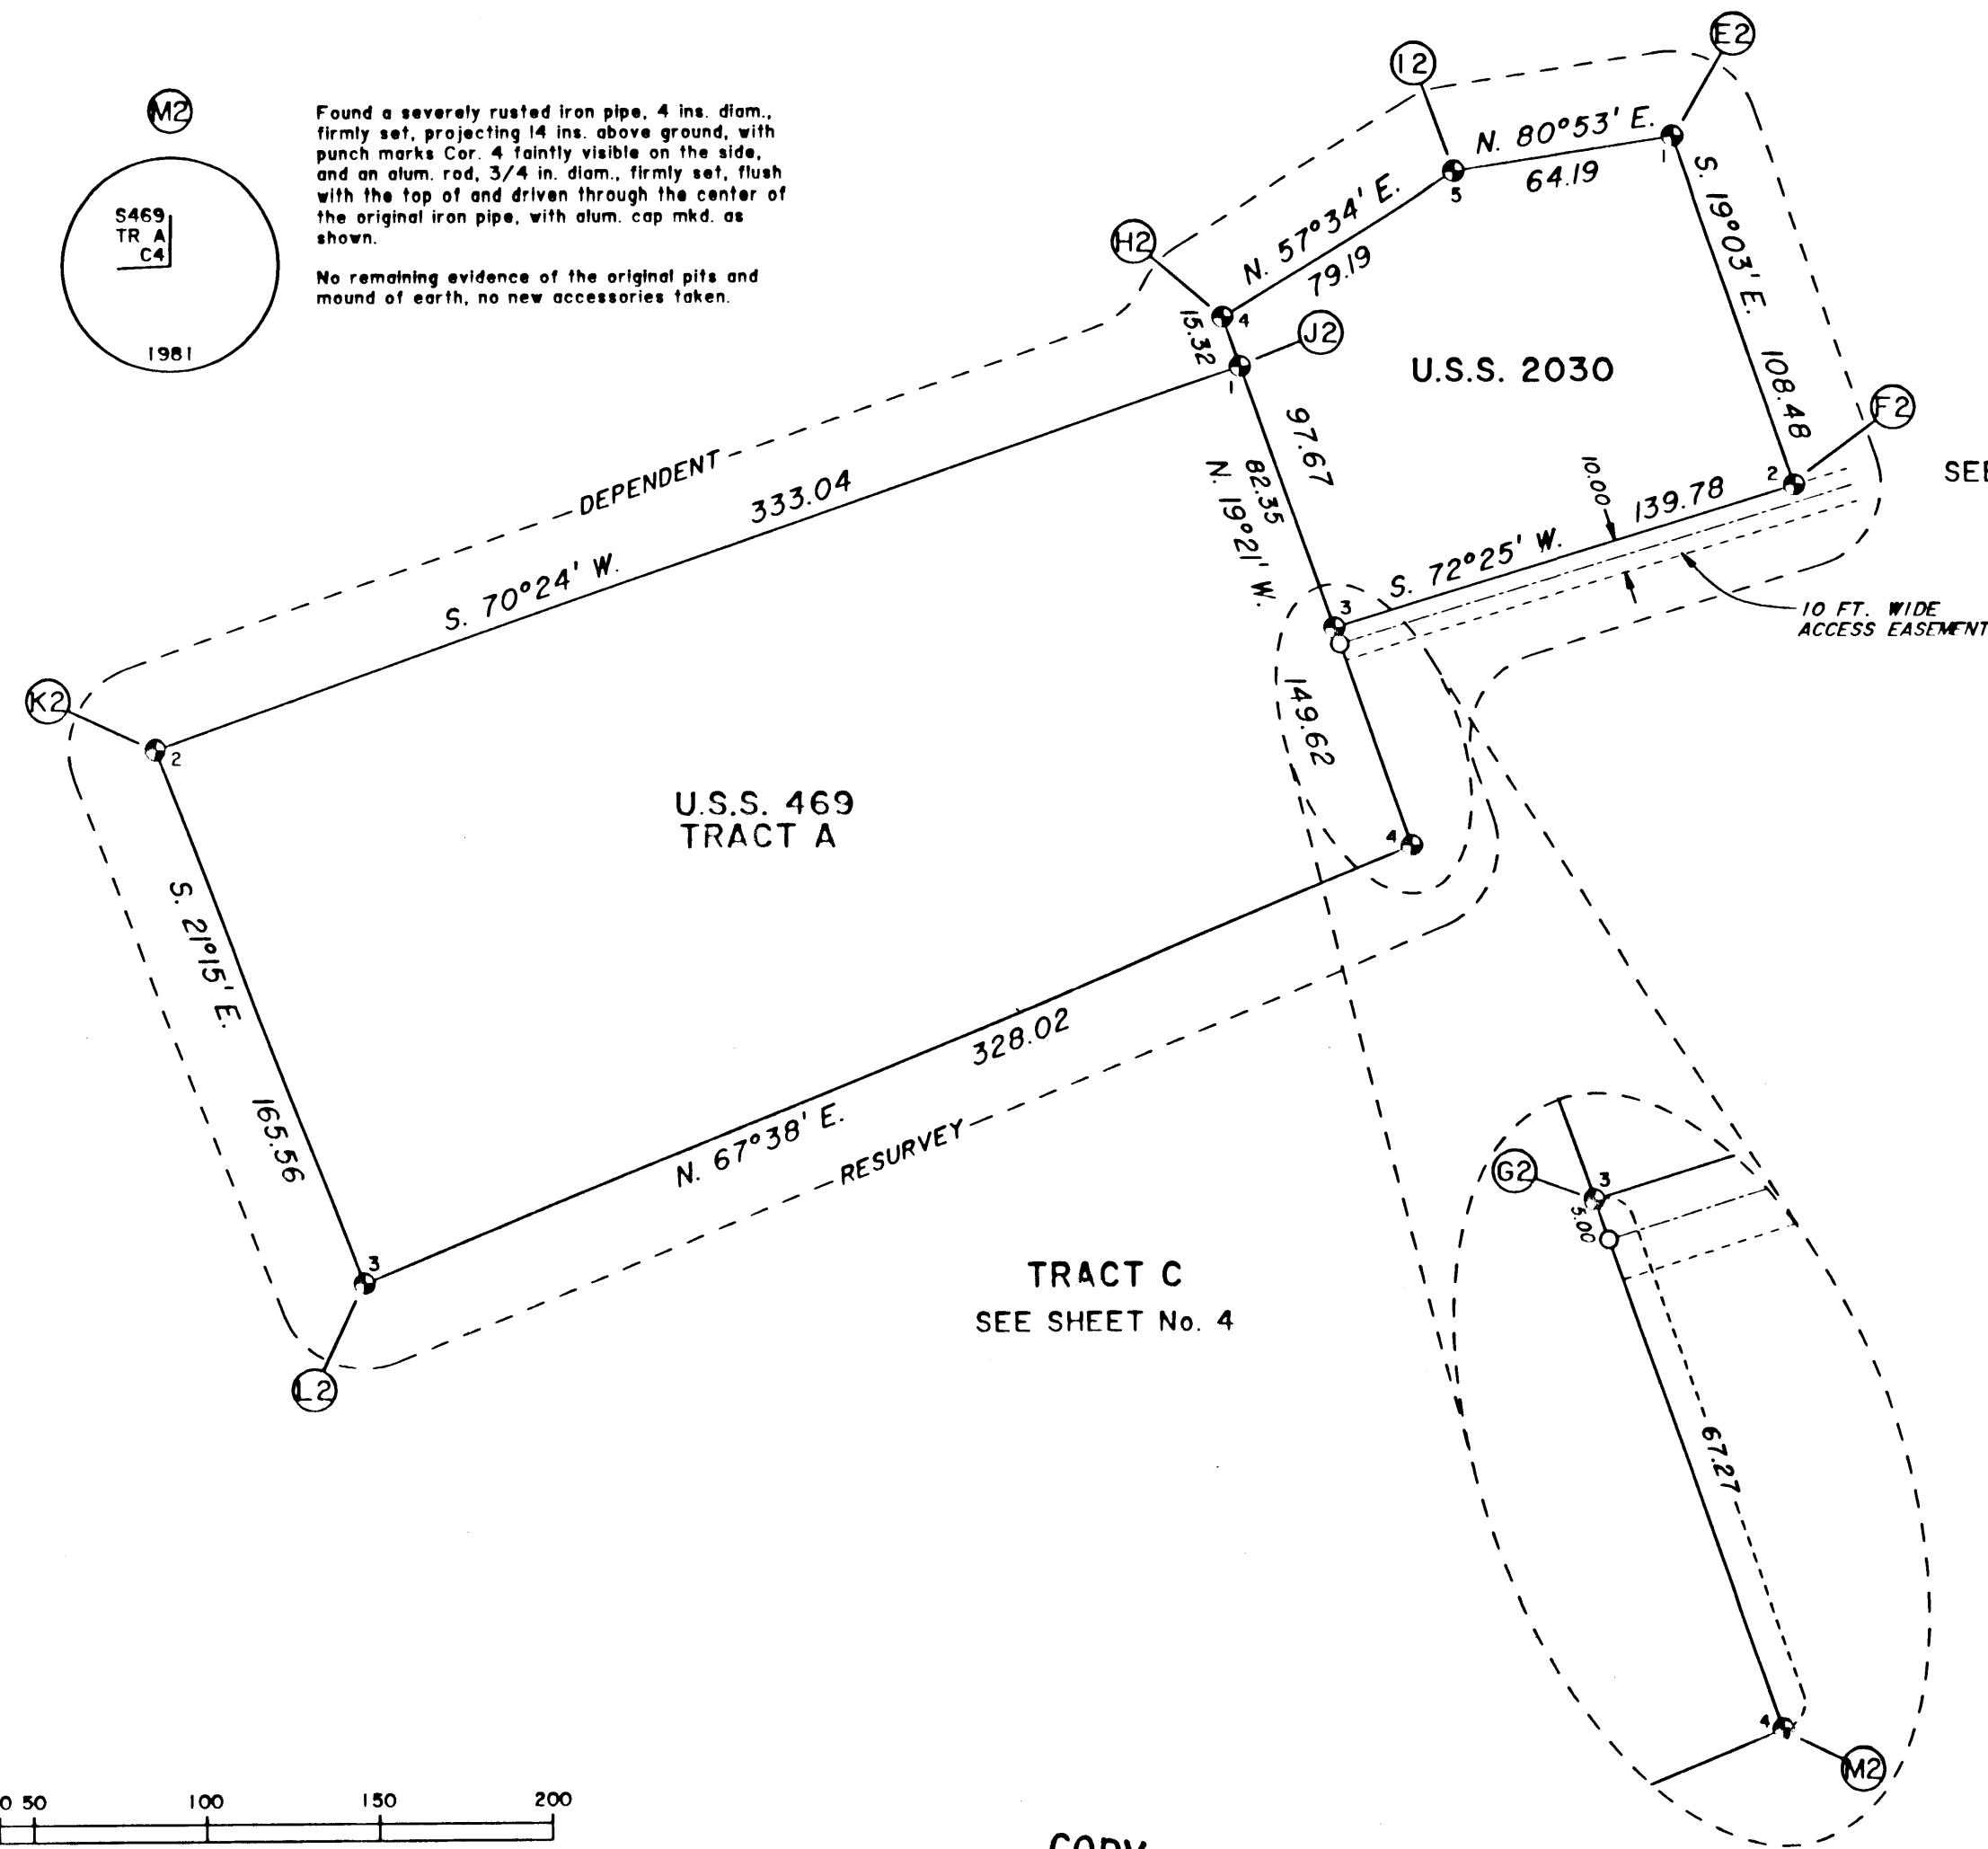 M2
S469
TR A
C4
1981
Found a severely rusted iron pipe, 4 ins. diam.,
firmly set, projecting 14 ins. above ground, with
punch marks Cor. 4 faintly visible on the side,
and an alum. rod, 3/4 in. diam., firmly set, flush
with the top of and driven through the center of
the original iron pipe, with alum. cap mkd. as
shown.
No remaining evidence of the original pits and
mound of earth, no new accessories taken.
E2
I2
N. 80°53' E.
64.19
1
5
S. 19°03' E. 108.48
H2
N. 57°34' E.
79.19
4
15.32
J2
1
U.S.S. 2030
F2
2
SEE
97.67
82.35
N. 19°21' W.
10.00
139.78
S. 72°25' W.
3
10 FT. WIDE
ACCESS EASEMENT
DEPENDENT
333.04
S. 70°24' W.
K2
2
149.62
4
U.S.S. 469
TRACT A
S. 21°15' E.
165.56
328.02
N. 67°38' E.
RESURVEY
3
L2
TRACT C
SEE SHEET No. 4
G2
3
5.00
67.27
4
M2
0 50 100 150 200
COPY